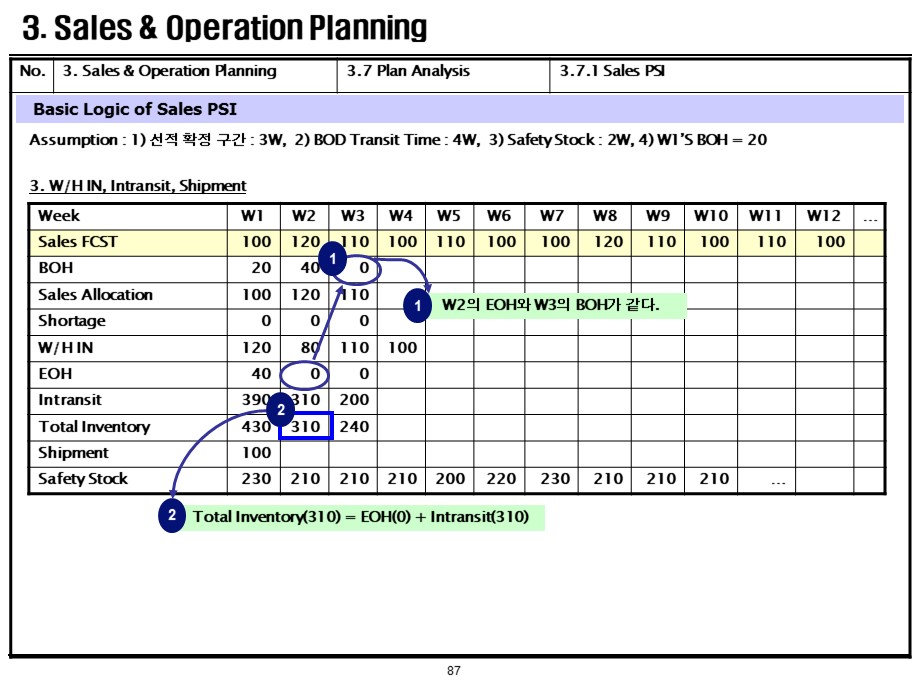 3. Sales & Operation Planning
No. 3. Sales & Operation Planning 3.7 Plan Analysis 3.7.1 Sales PSI
Basic Logic of Sales PSI
Assumption : 1) 선적 확정 구간 : 3W, 2) BOD Transit Time : 4W, 3) Safety Stock : 2W, 4) W1'S BOH = 20
3. W/H IN, Intransit, Shipment
Week W1 W2 W3 W4 W5 W6 W7 W8 W9 W10 W11 W12 ...
Sales FCST 100 120 110 100 110 100 100 120 110 100 110 100
BOH 20 40 1 0
Sales Allocation 100 120 110
1 W2의 EOH와 W3의 BOH가 같다.
Shortage 0 0 0
W/H IN 120 80 110 100
EOH 40 0 0
Intransit 390 310 200
2
Total Inventory 430 310 240
Shipment 100
Safety Stock 230 210 210 210 200 220 230 210 210 210 ...
2 Total Inventory(310) = EOH(0) + Intransit(310)
87